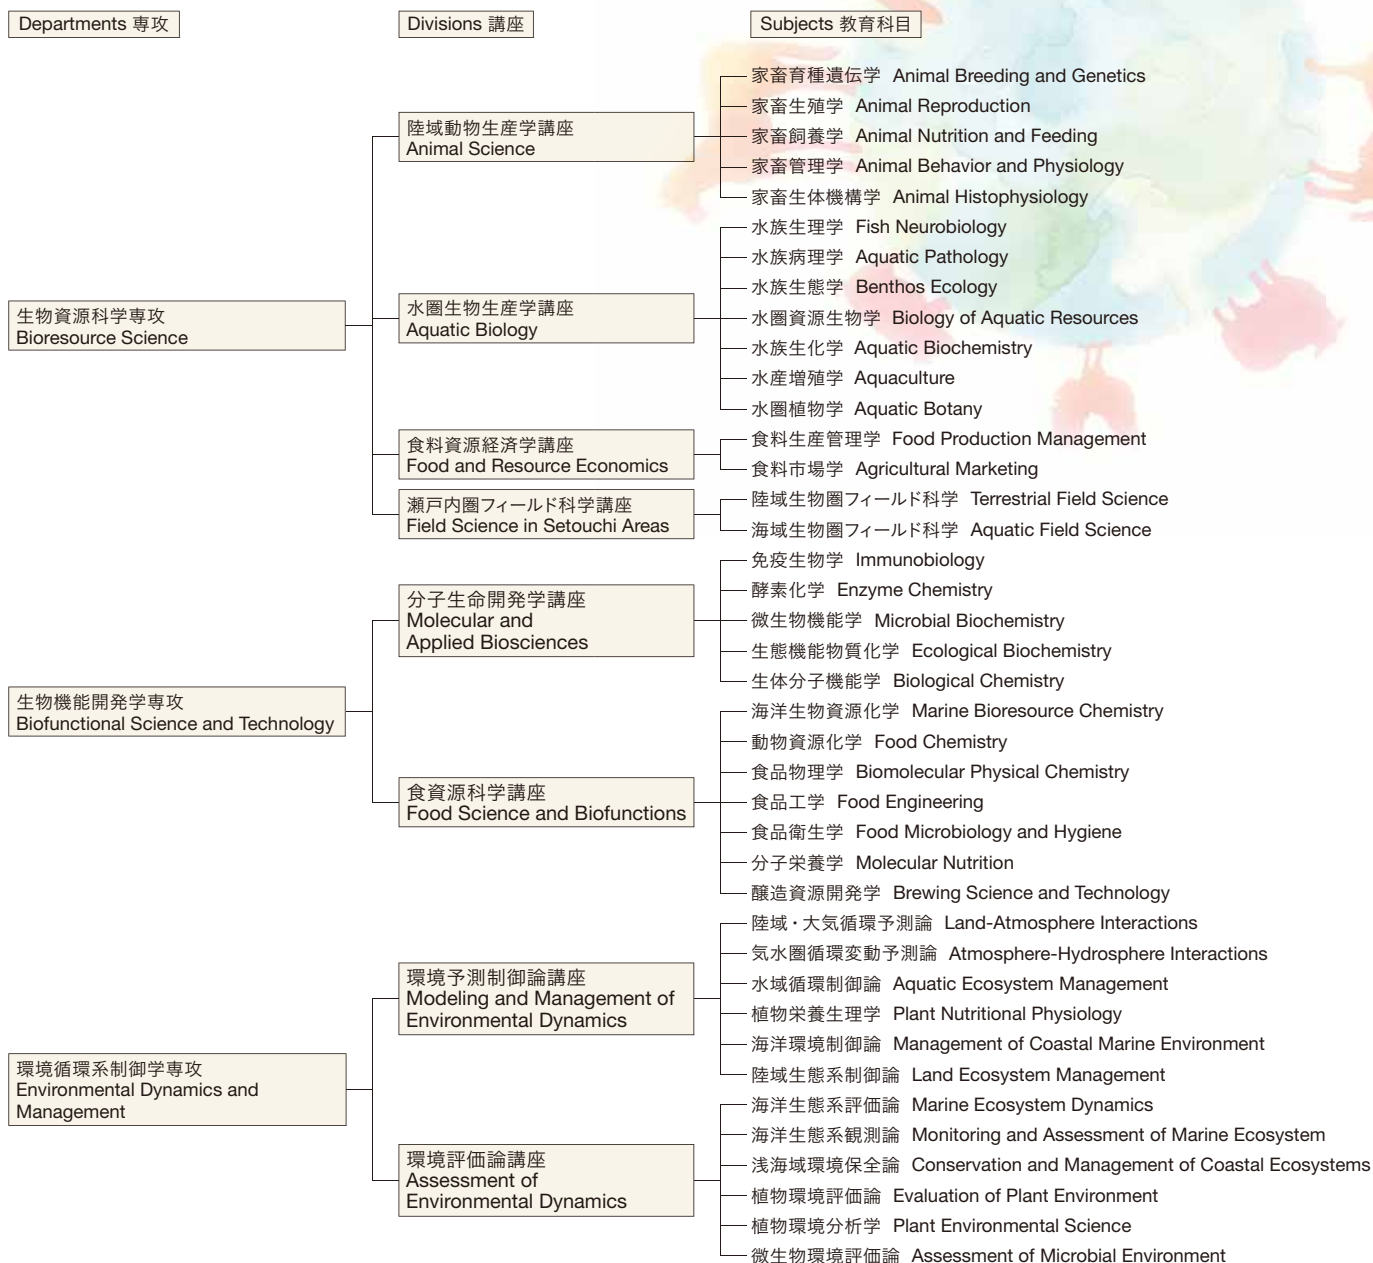 Departments 専攻
Divisions 講座
Subjects 教育科目
生物資源科学専攻
Bioresource Science
陸域動物生産学講座
Animal Science
家畜育種遺伝学 Animal Breeding and Genetics
家畜生殖学 Animal Reproduction
家畜飼養学 Animal Nutrition and Feeding
家畜管理学 Animal Behavior and Physiology
家畜生体機構学 Animal Histophysiology
水圏生物生産学講座
Aquatic Biology
水族生理学 Fish Neurobiology
水族病理学 Aquatic Pathology
水族生態学 Benthos Ecology
水圏資源生物学 Biology of Aquatic Resources
水族生化学 Aquatic Biochemistry
水産増殖学 Aquaculture
水圏植物学 Aquatic Botany
食料資源経済学講座
Food and Resource Economics
食料生産管理学 Food Production Management
食料市場学 Agricultural Marketing
瀬戸内圏フィールド科学講座
Field Science in Setouchi Areas
陸域生物圏フィールド科学 Terrestrial Field Science
海域生物圏フィールド科学 Aquatic Field Science
生物機能開発学専攻
Biofunctional Science and Technology
分子生命開発学講座
Molecular and
Applied Biosciences
免疫生物学 Immunobiology
酵素化学 Enzyme Chemistry
微生物機能学 Microbial Biochemistry
生態機能物質化学 Ecological Biochemistry
生体分子機能学 Biological Chemistry
食資源科学講座
Food Science and Biofunctions
海洋生物資源化学 Marine Bioresource Chemistry
動物資源化学 Food Chemistry
食品物理学 Biomolecular Physical Chemistry
食品工学 Food Engineering
食品衛生学 Food Microbiology and Hygiene
分子栄養学 Molecular Nutrition
醸造資源開発学 Brewing Science and Technology
環境循環系制御学専攻
Environmental Dynamics and
Management
環境予測制御論講座
Modeling and Management of
Environmental Dynamics
陸域・大気循環予測論 Land-Atmosphere Interactions
気水圏循環変動予測論 Atmosphere-Hydrosphere Interactions
水域循環制御論 Aquatic Ecosystem Management
植物栄養生理学 Plant Nutritional Physiology
海洋環境制御論 Management of Coastal Marine Environment
陸域生態系制御論 Land Ecosystem Management
環境評価論講座
Assessment of
Environmental Dynamics
海洋生態系評価論 Marine Ecosystem Dynamics
海洋生態系観測論 Monitoring and Assessment of Marine Ecosystem
浅海域環境保全論 Conservation and Management of Coastal Ecosystems
植物環境評価論 Evaluation of Plant Environment
植物環境分析学 Plant Environmental Science
微生物環境評価論 Assessment of Microbial Environment